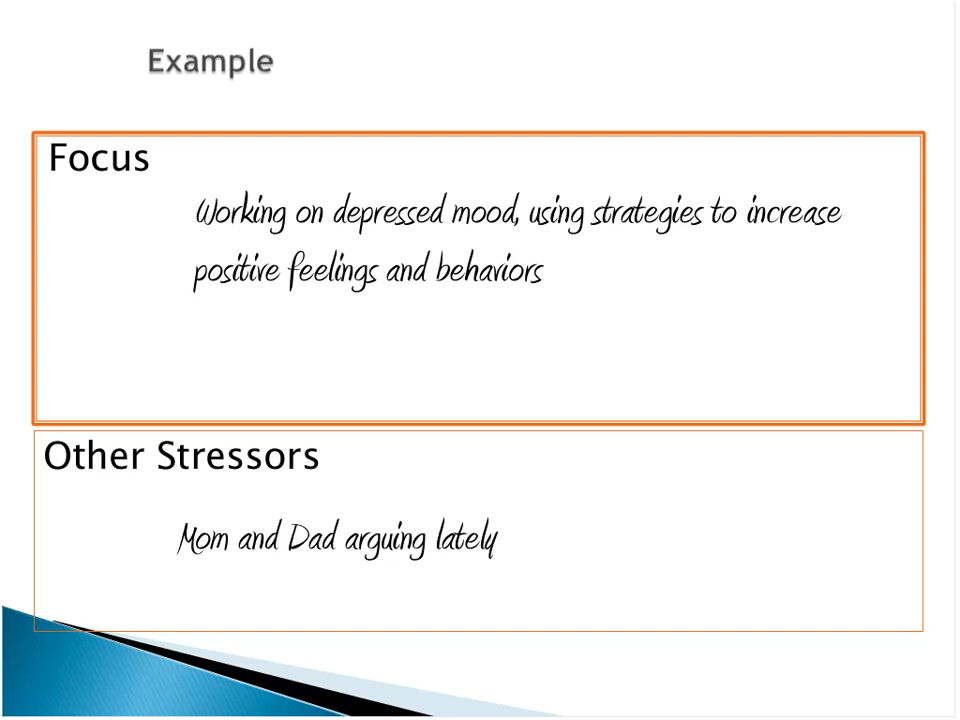 Example
Focus
Working on depressed mood, using strategies to increase
positive feelings and behaviors
Other Stressors
Mom and Dad arguing lately